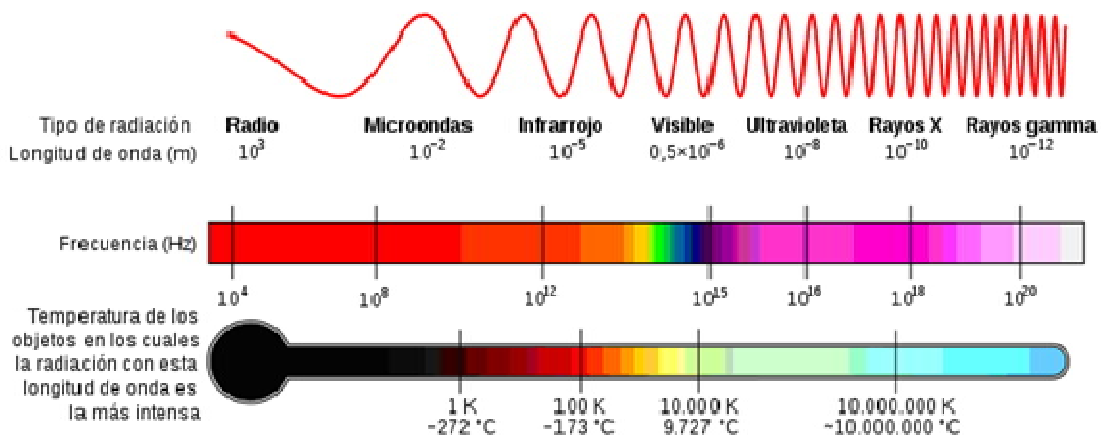 Tipo de radiación Radio Microondas Infrarrojo Visible Ultravioleta Rayos X Rayos gamma
Longitud de onda (m) 10³ 10⁻² 10⁻⁵ 0,5×10⁻⁶ 10⁻⁸ 10⁻¹⁰ 10⁻¹²
Frecuencia (Hz)
10⁴ 10⁸ 10¹² 10¹⁵ 10¹⁶ 10¹⁸ 10²⁰
Temperatura de los
objetos en los cuales
la radiación con esta
longitud de onda es
la más intensa
1 K 100 K 10.000 K 10.000.000 K
−272 °C −173 °C 9.727 °C ~10.000.000 °C